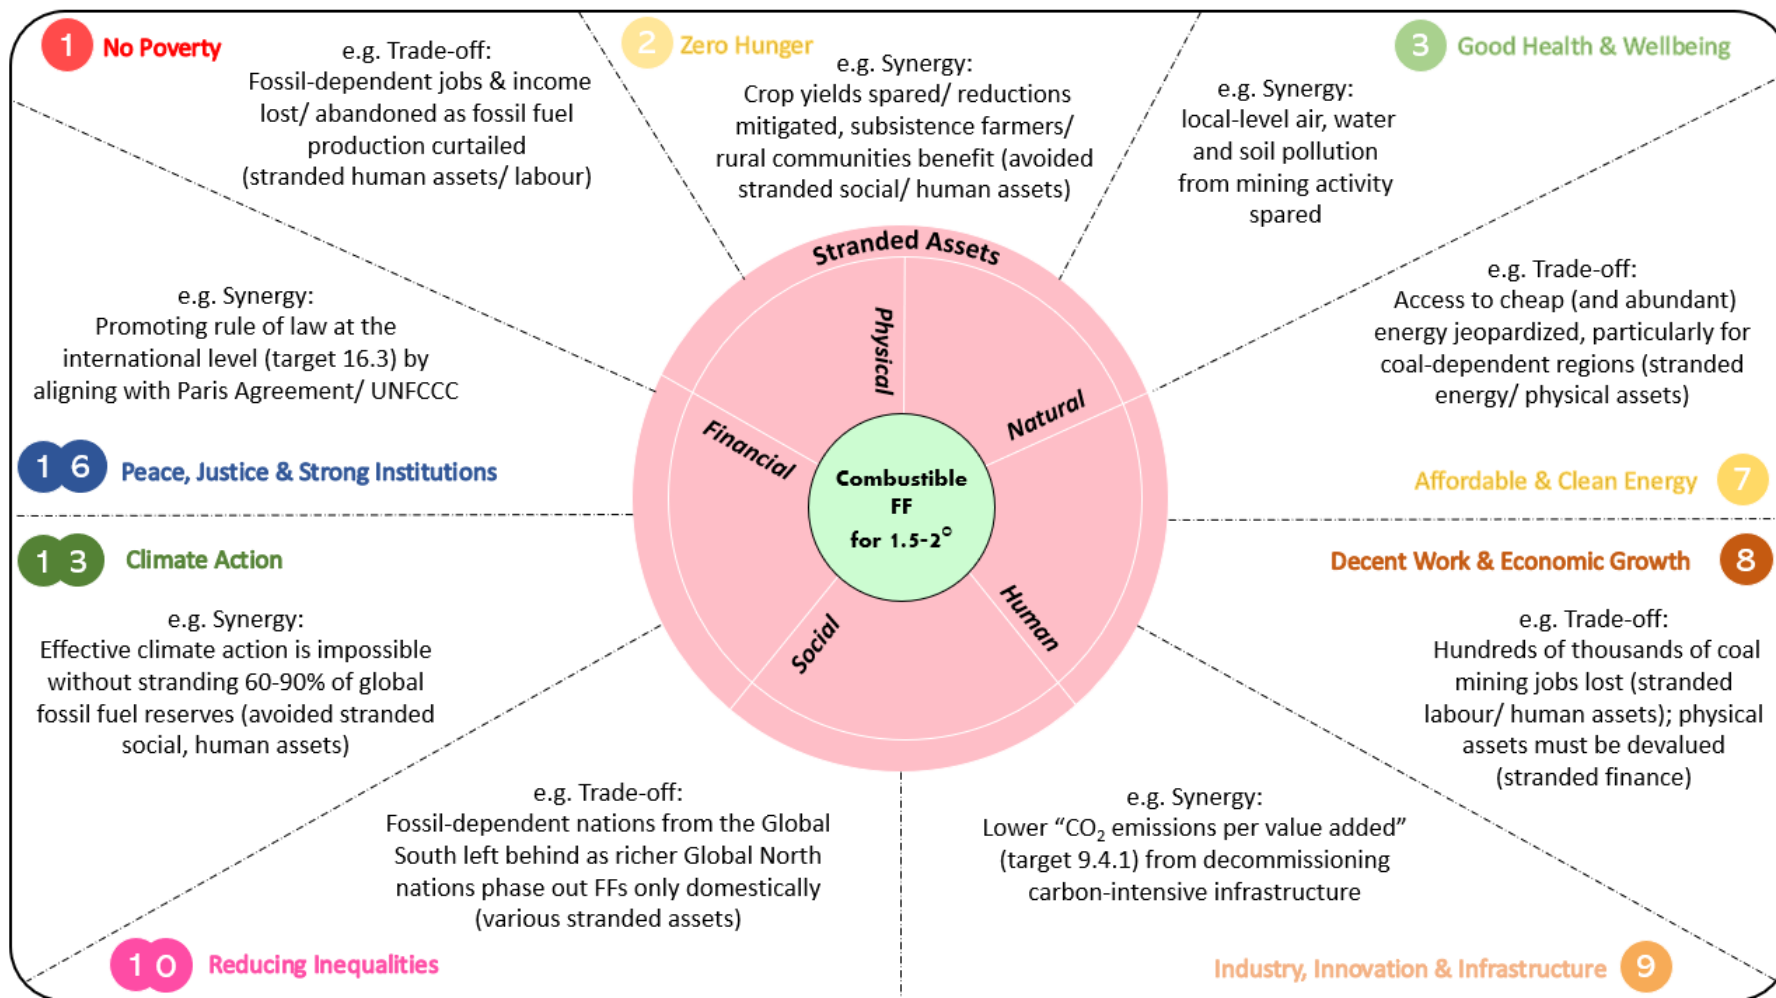 1 No Poverty
e.g. Trade-off:
Fossil-dependent jobs & income
lost/ abandoned as fossil fuel
production curtailed
(stranded human assets/ labour)
2 Zero Hunger
e.g. Synergy:
Crop yields spared/ reductions
mitigated, subsistence farmers/
rural communities benefit (avoided
stranded social/ human assets)
3 Good Health & Wellbeing
e.g. Synergy:
local-level air, water
and soil pollution
from mining activity
spared
e.g. Trade-off:
Access to cheap (and abundant)
energy jeopardized, particularly for
coal-dependent regions (stranded
energy/ physical assets)
Affordable & Clean Energy 7
Decent Work & Economic Growth 8
e.g. Trade-off:
Hundreds of thousands of coal
mining jobs lost (stranded
labour/ human assets); physical
assets must be devalued
(stranded finance)
e.g. Synergy:
Lower “CO₂ emissions per value added”
(target 9.4.1) from decommissioning
carbon-intensive infrastructure
Industry, Innovation & Infrastructure 9
e.g. Trade-off:
Fossil-dependent nations from the Global
South left behind as richer Global North
nations phase out FFs only domestically
(various stranded assets)
10 Reducing Inequalities
13 Climate Action
e.g. Synergy:
Effective climate action is impossible
without stranding 60-90% of global
fossil fuel reserves (avoided stranded
social, human assets)
e.g. Synergy:
Promoting rule of law at the
international level (target 16.3) by
aligning with Paris Agreement/ UNFCCC
16 Peace, Justice & Strong Institutions
Stranded Assets
Physical
Natural
Human
Social
Financial
Combustible
FF
for 1.5-2°